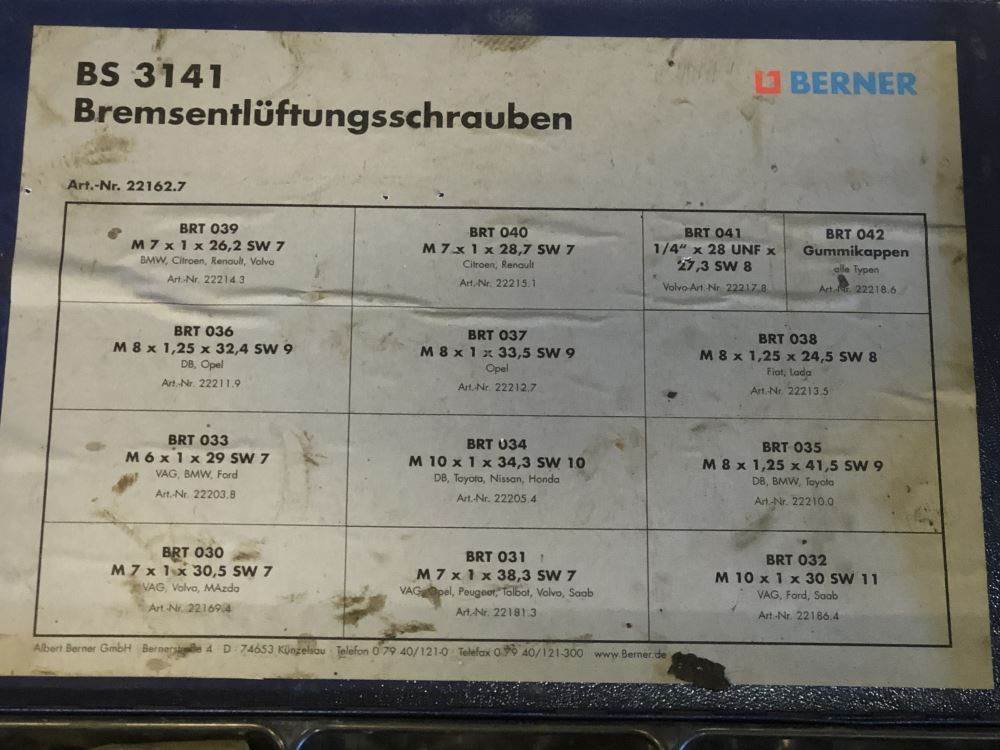 BS 3141
Bremsentlüftungsschrauben
BERNER
Art.-Nr. 22162.7
BRT 039
M 7 x 1 x 26,2 SW 7
BMW, Citroen, Renault, Volvo
Art.-Nr. 22214.3
BRT 040
M 7 x 1 x 28,7 SW 7
Citroen, Renault
Art.-Nr. 22215.1
BRT 041
1/4" x 28 UNF x
27,3 SW 8
Volvo-Art.-Nr. 22217.8
BRT 042
Gummikappen
alle Typen
Art.-Nr. 22218.6
BRT 036
M 8 x 1,25 x 32,4 SW 9
DB, Opel
Art.-Nr. 22211.9
BRT 037
M 8 x 1 x 33,5 SW 9
Opel
Art.-Nr. 22212.7
BRT 038
M 8 x 1,25 x 24,5 SW 8
Fiat, Lada
Art.-Nr. 22213.5
BRT 033
M 6 x 1 x 29 SW 7
VAG, BMW, Ford
Art.-Nr. 22203.8
BRT 034
M 10 x 1 x 34,3 SW 10
DB, Toyota, Nissan, Honda
Art.-Nr. 22205.4
BRT 035
M 8 x 1,25 x 41,5 SW 9
DB, BMW, Toyota
Art.-Nr. 22210.0
BRT 030
M 7 x 1 x 30,5 SW 7
VAG, Volvo, MAzda
Art.-Nr. 22169.4
BRT 031
M 7 x 1 x 38,3 SW 7
VAG, Opel, Peugeot, Talbot, Volvo, Saab
Art.-Nr. 22181.3
BRT 032
M 10 x 1 x 30 SW 11
VAG, Ford, Saab
Art.-Nr. 22186.4
Albert Berner GmbH · Bernerstraße 4 · D · 74653 Künzelsau · Telefon 0 79 40/121-0 · Telefax 0 79 40/121-300 www.Berner.de